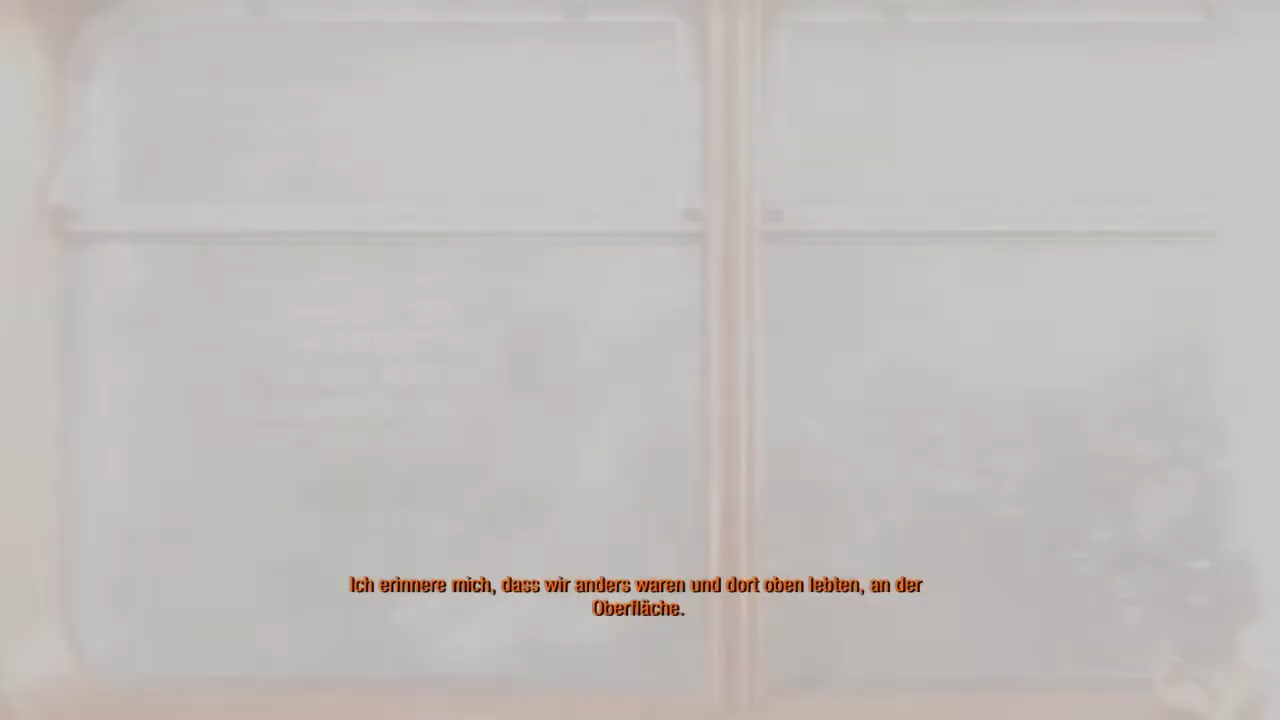 Ich erinnere mich, dass wir anders waren und dort oben lebten, an der
Oberfläche.